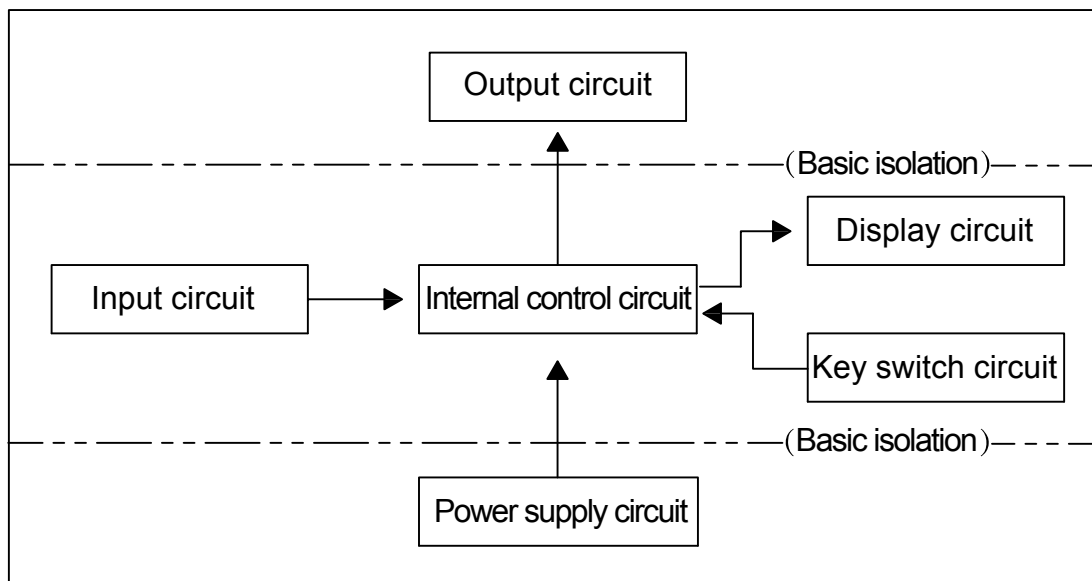 Output circuit
(Basic isolation)
Display circuit
Input circuit
Internal control circuit
Key switch circuit
(Basic isolation)
Power supply circuit